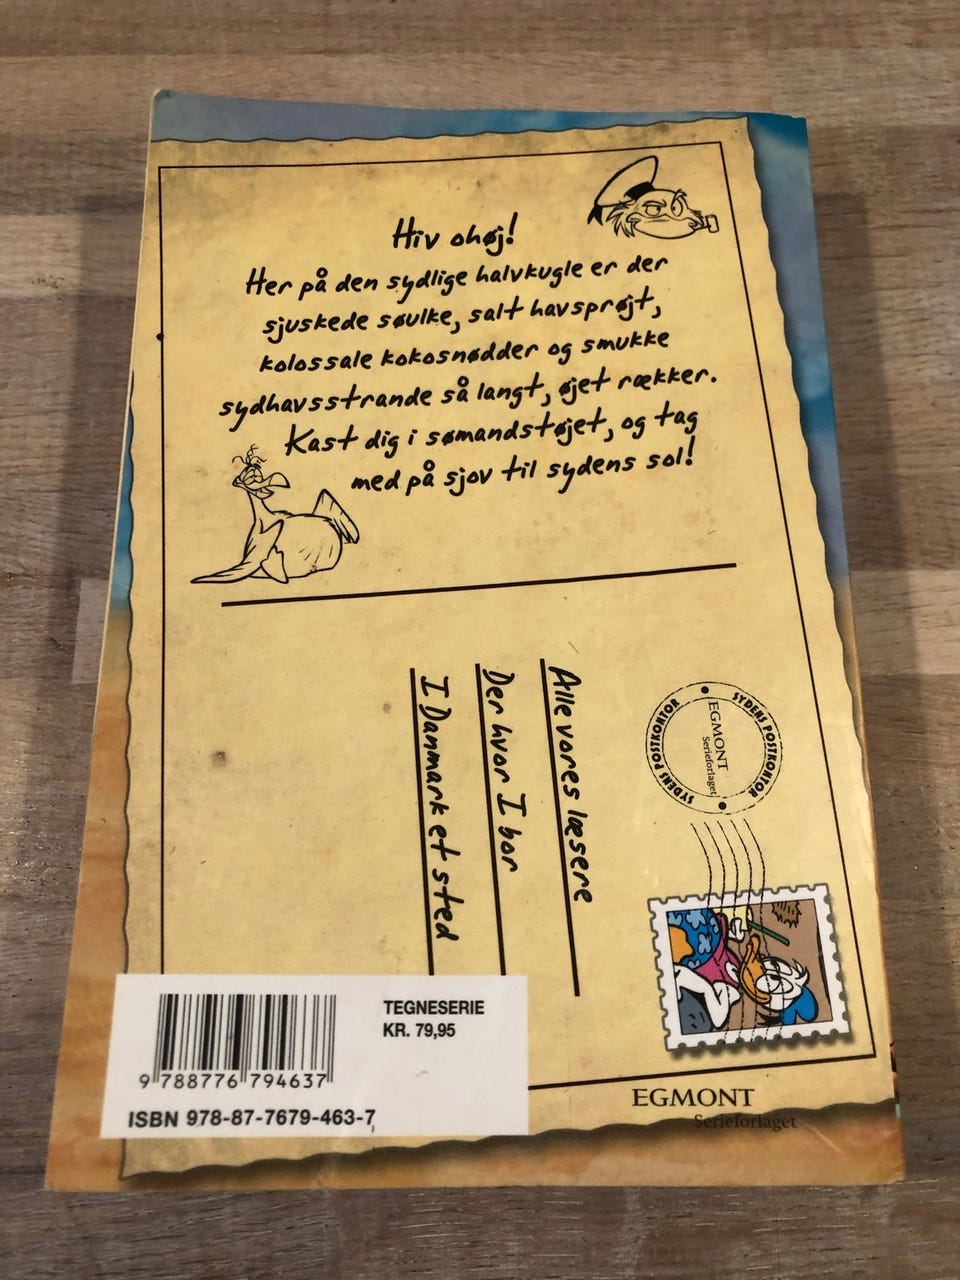 Hiv ohøj!
Her på den sydlige halvkugle er der
sjuskede søulke, salt havsprøjt,
kolossale kokosnødder og smukke
sydhavsstrande så langt, øjet rækker.
Kast dig i sømandstøjet, og tag
med på sjov til sydens sol!
Alle vores læsere
Der hvor I bor
I Danmark et sted
SYDENS POSTKONTOR
EGMONT
Serieforlaget
SYDENS POSTKONTOR
TEGNESERIE
KR. 79,95
9 788776 794637
ISBN 978-87-7679-463-7
EGMONT
Serieforlaget